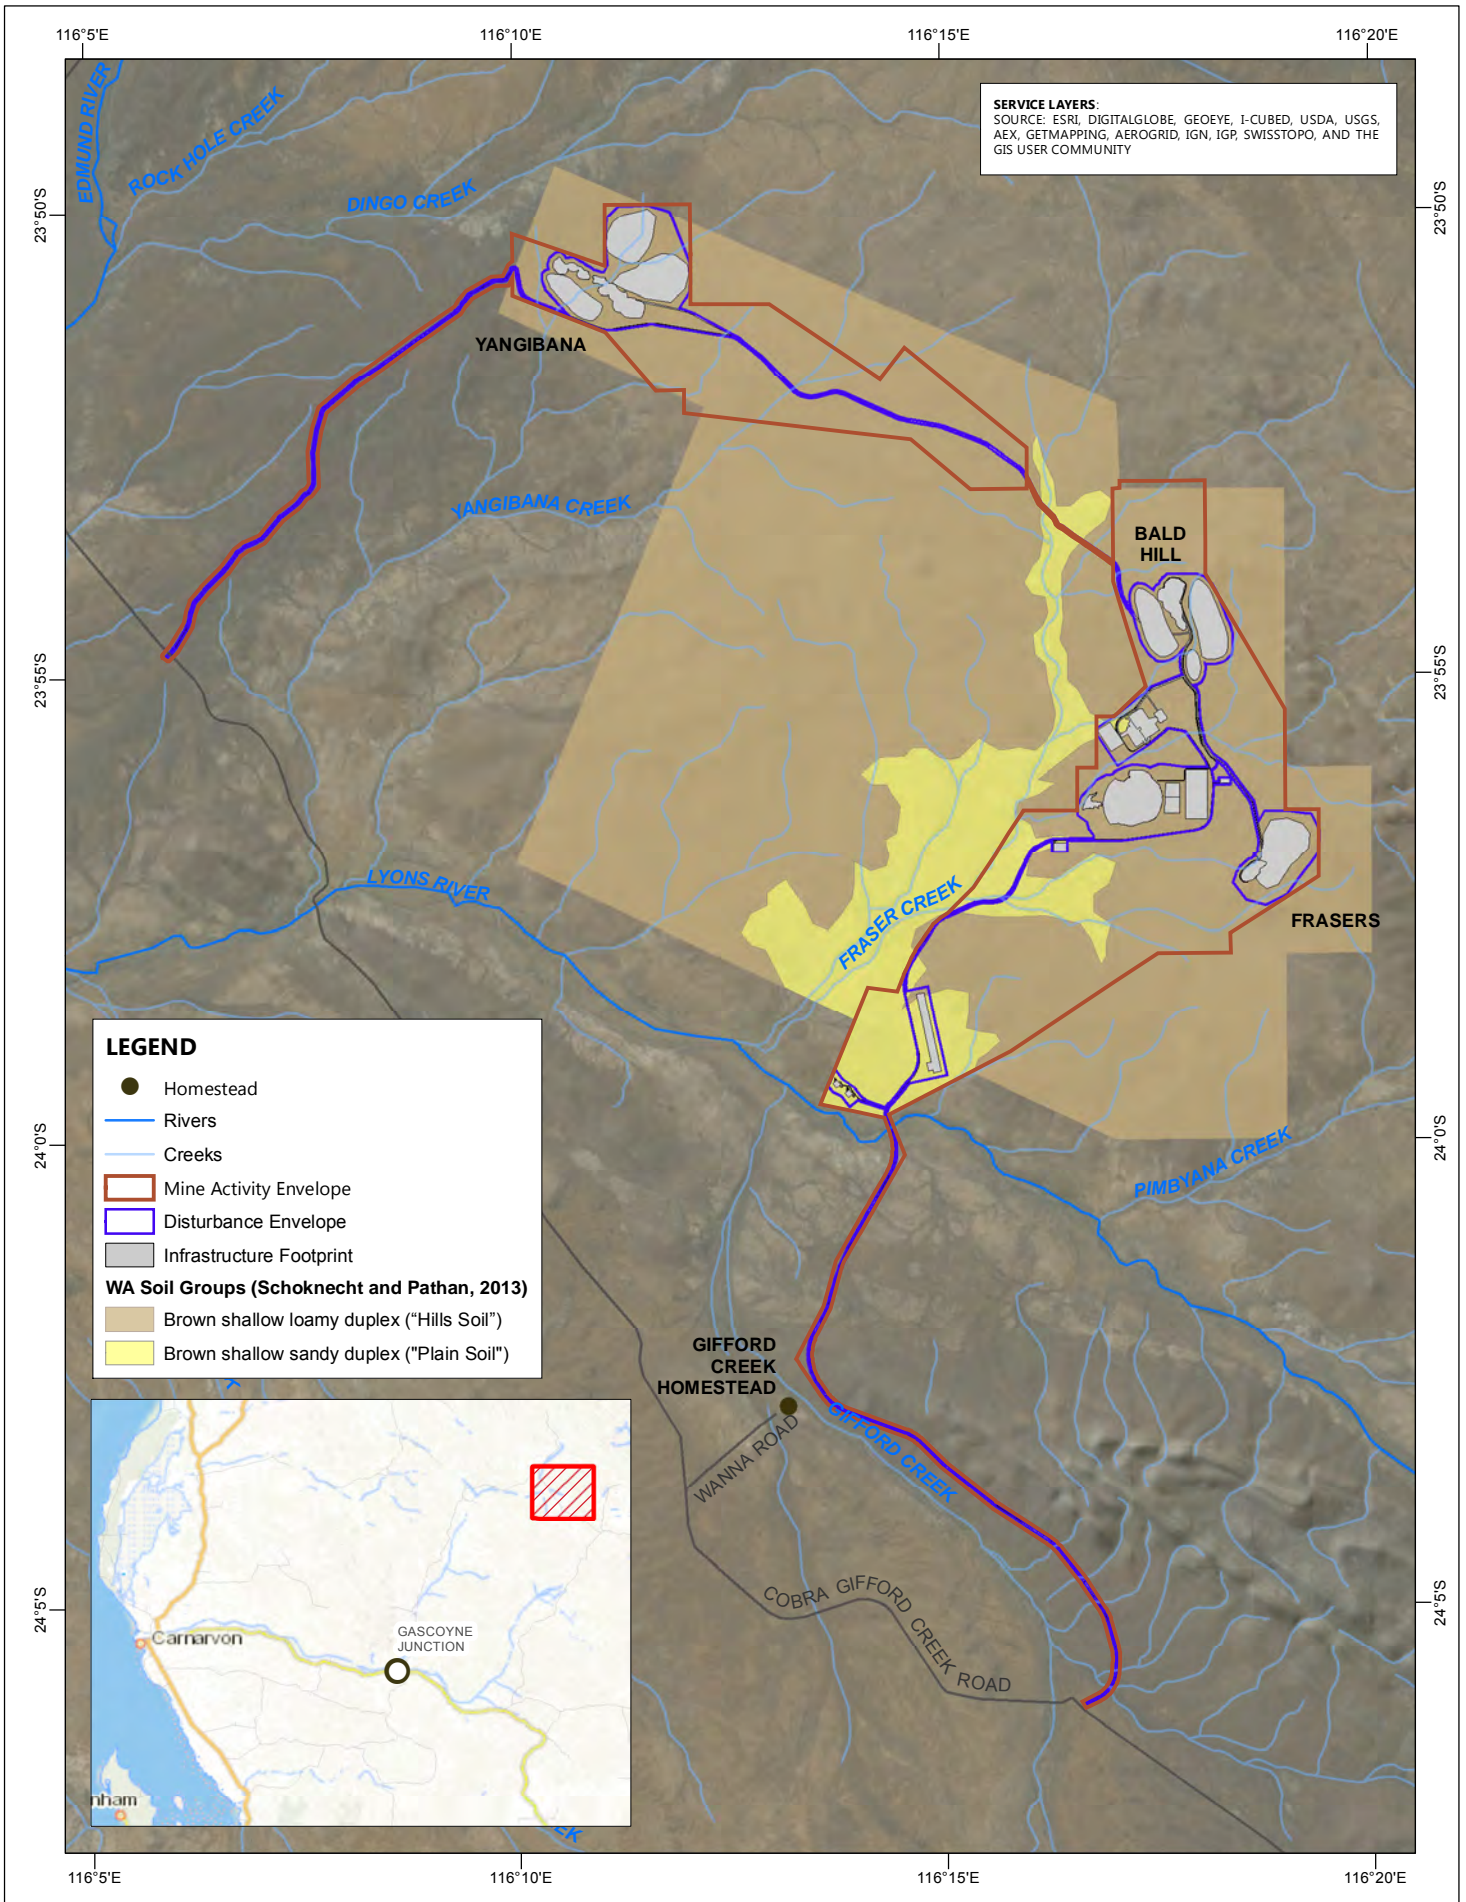 116°5'E
116°10'E
116°15'E
116°20'E
SERVICE LAYERS:
SOURCE: ESRI, DIGITALGLOBE, GEOEYE, I-CUBED, USDA, USGS,
AEX, GETMAPPING, AEROGRID, IGN, IGP, SWISSTOPO, AND THE
GIS USER COMMUNITY
EDMUND RIVER
ROCK HOLE CREEK
DINGO CREEK
23°50'S
23°50'S
YANGIBANA
YANGIBANA CREEK
BALD
HILL
23°55'S
23°55'S
LYONS RIVER
FRASER CREEK
FRASERS
LEGEND
Homestead
Rivers
Creeks
Mine Activity Envelope
Disturbance Envelope
Infrastructure Footprint
WA Soil Groups (Schoknecht and Pathan, 2013)
Brown shallow loamy duplex (“Hills Soil”)
Brown shallow sandy duplex ("Plain Soil")
24°0'S
24°0'S
PIMBYANA CREEK
GIFFORD
CREEK
HOMESTEAD
WANNA ROAD
GIFFORD CREEK
COBRA GIFFORD CREEK ROAD
24°5'S
24°5'S
Carnarvon
GASCOYNE
JUNCTION
nham
EK
116°5'E
116°10'E
116°15'E
116°20'E